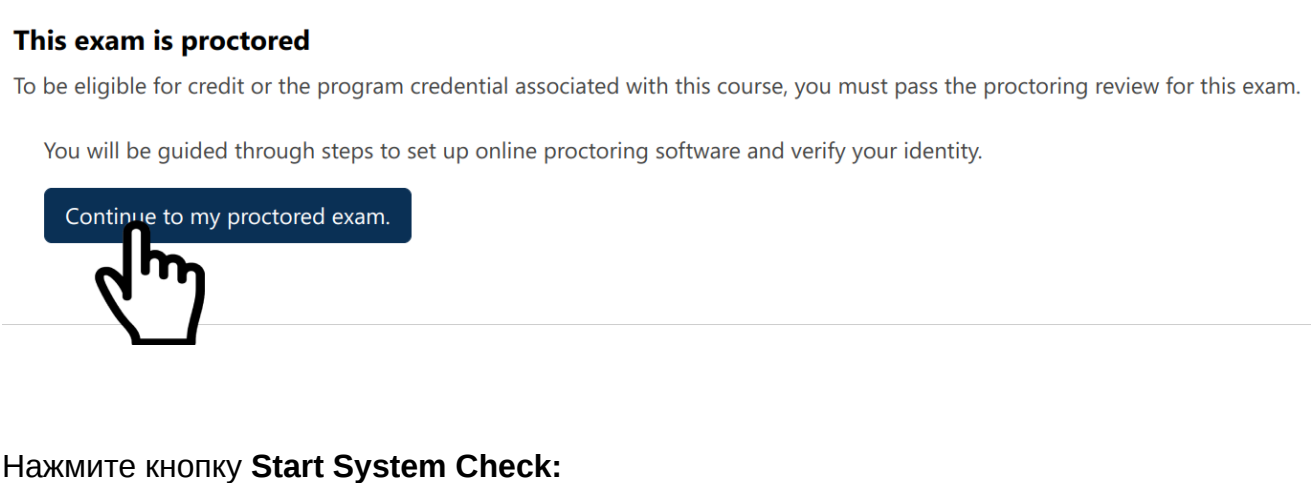 This exam is proctored
To be eligible for credit or the program credential associated with this course, you must pass the proctoring review for this exam.
You will be guided through steps to set up online proctoring software and verify your identity.
Continue to my proctored exam.
Нажмите кнопку Start System Check: